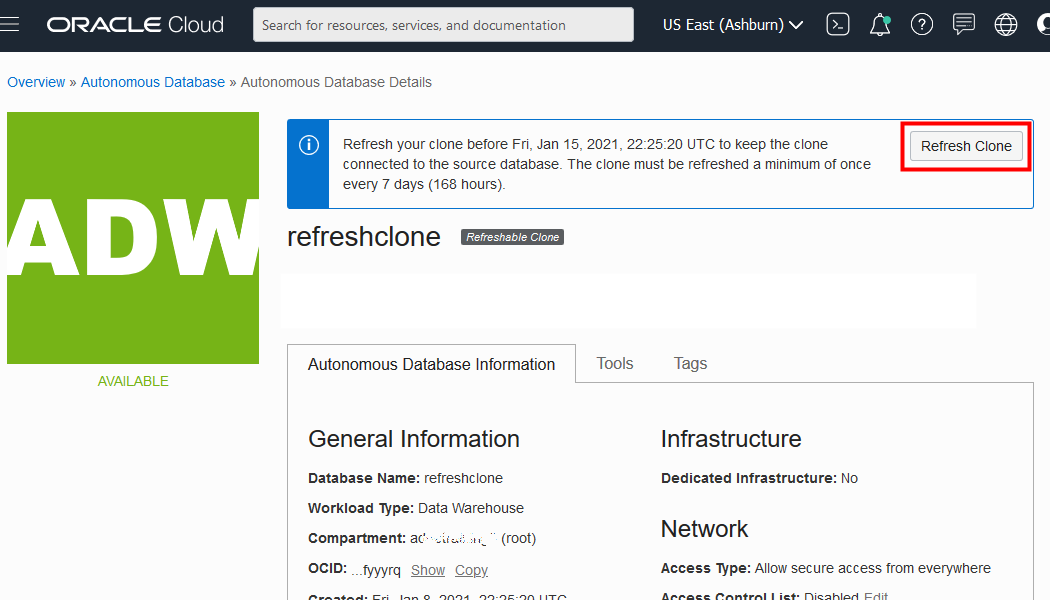 ORACLE Cloud
Search for resources, services, and documentation
US East (Ashburn)
Overview » Autonomous Database » Autonomous Database Details
ADW
AVAILABLE
Refresh your clone before Fri, Jan 15, 2021, 22:25:20 UTC to keep the clone
connected to the source database. The clone must be refreshed a minimum of once
every 7 days (168 hours).
Refresh Clone
refreshclone
Refreshable Clone
Autonomous Database Information
Tools
Tags
General Information
Database Name: refreshclone
Workload Type: Data Warehouse
Compartment: (root)
OCID: ...fyyyrq Show Copy
Created: Fri, Jan 8, 2021, 22:25:20 UTC
Infrastructure
Dedicated Infrastructure: No
Network
Access Type: Allow secure access from everywhere
Access Control List: Disabled Edit